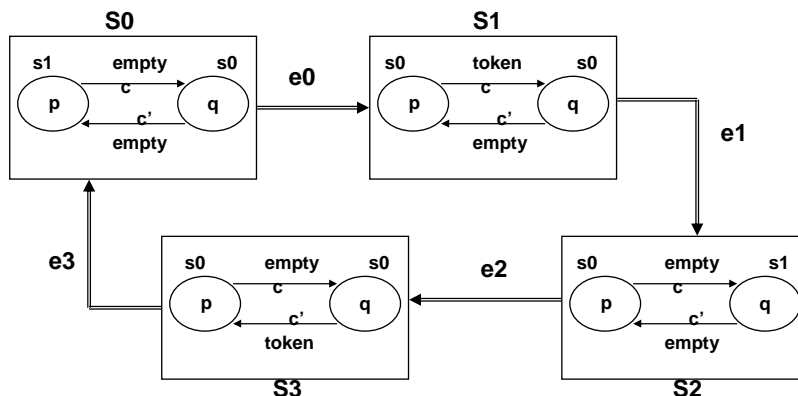 S0
s1 empty s0
p c q
c'
empty
e0
S1
s0 token s0
p c q
c'
empty
e1
e3
s0 empty s0
p c q
c'
token
S3
e2
s0 empty s1
p c q
c'
empty
S2